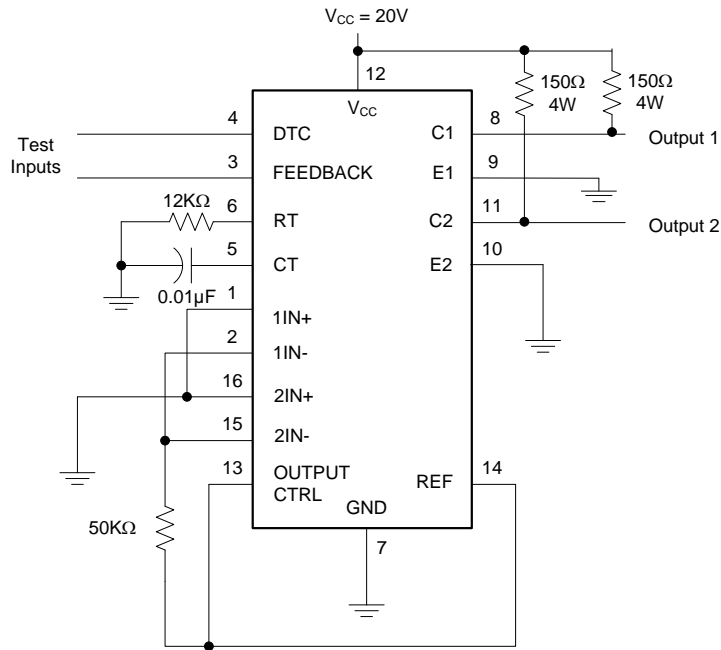 VCC = 20V
12
VCC
150Ω
4W
150Ω
4W
Test
Inputs
4
DTC
C1
8
Output 1
3
FEEDBACK
E1
9
12KΩ
6
RT
C2
11
Output 2
5
CT
E2
10
0.01µF
1
1IN+
2
1IN-
16
2IN+
15
2IN-
13
OUTPUT
CTRL
REF
14
GND
50KΩ
7